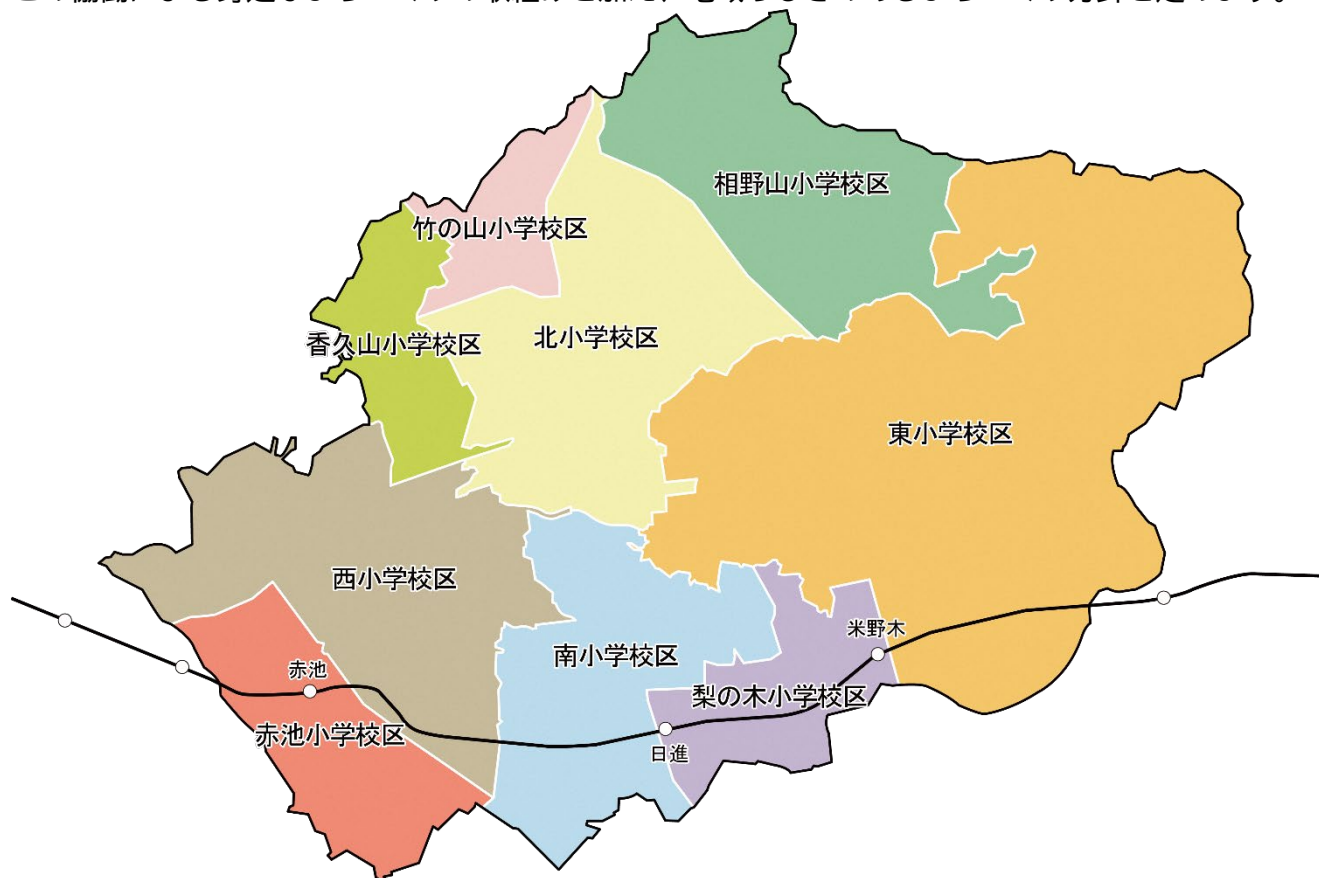 相野山小学校区
竹の山小学校区
香久山小学校区
北小学校区
東小学校区
西小学校区
米野木
南小学校区
赤池
梨の木小学校区
赤池小学校区
日進